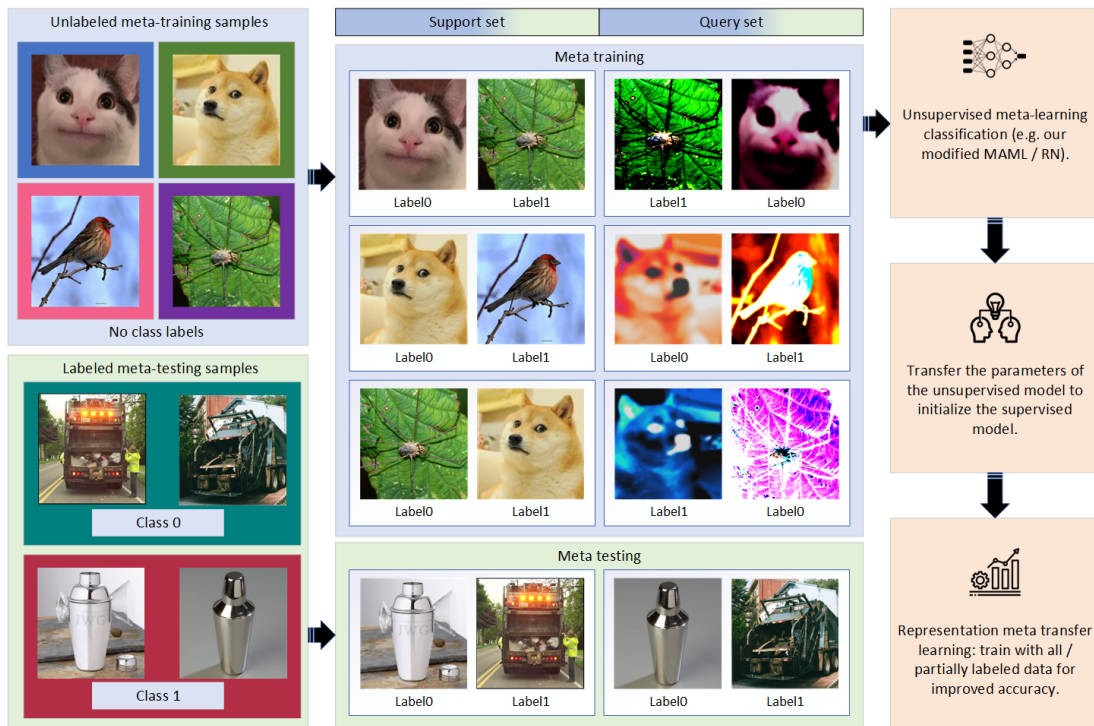 Unlabeled meta-training samples
No class labels
Labeled meta-testing samples
Class 0
JWG
Class 1
Support set
Query set
Meta training
Label0
Label1
Label1
Label0
Label0
Label1
Label0
Label1
Label0
Label1
Label1
Label0
Meta testing
JWG
Label0
Label1
Label0
Label1
Unsupervised meta-learning
classification (e.g. our
modified MAML / RN).
Transfer the parameters of
the unsupervised model to
initialize the supervised
model.
Representation meta transfer
learning: train with all /
partially labeled data for
improved accuracy.